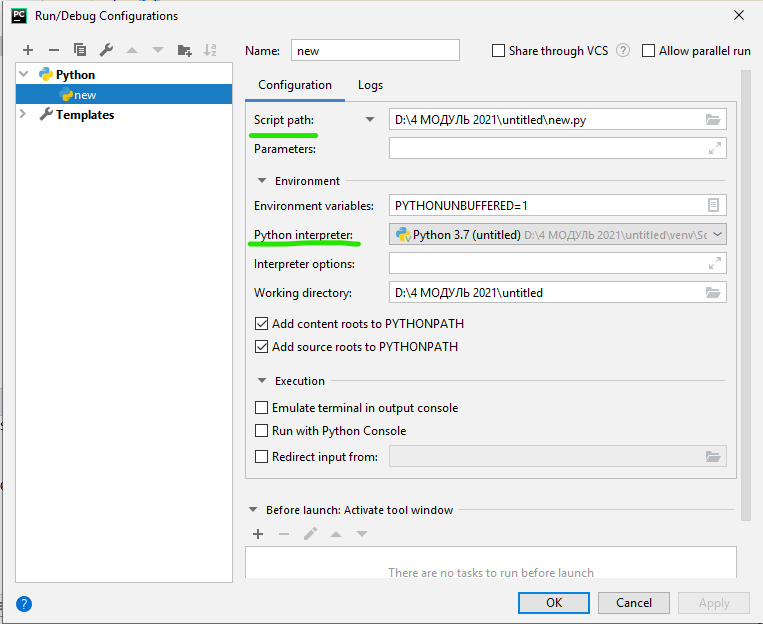 PC Run/Debug Configurations
Name: new Share through VCS ? Allow parallel run
Python
new
Templates
Configuration Logs
Script path: D:\4 МОДУЛЬ 2021\untitled\new.py
Parameters:
Environment
Environment variables: PYTHONUNBUFFERED=1
Python interpreter: Python 3.7 (untitled) D:\4 МОДУЛЬ 2021\untitled\venv\Sc
Interpreter options:
Working directory: D:\4 МОДУЛЬ 2021\untitled
Add content roots to PYTHONPATH
Add source roots to PYTHONPATH
Execution
Emulate terminal in output console
Run with Python Console
Redirect input from:
Before launch: Activate tool window
There are no tasks to run before launch
? OK Cancel Apply